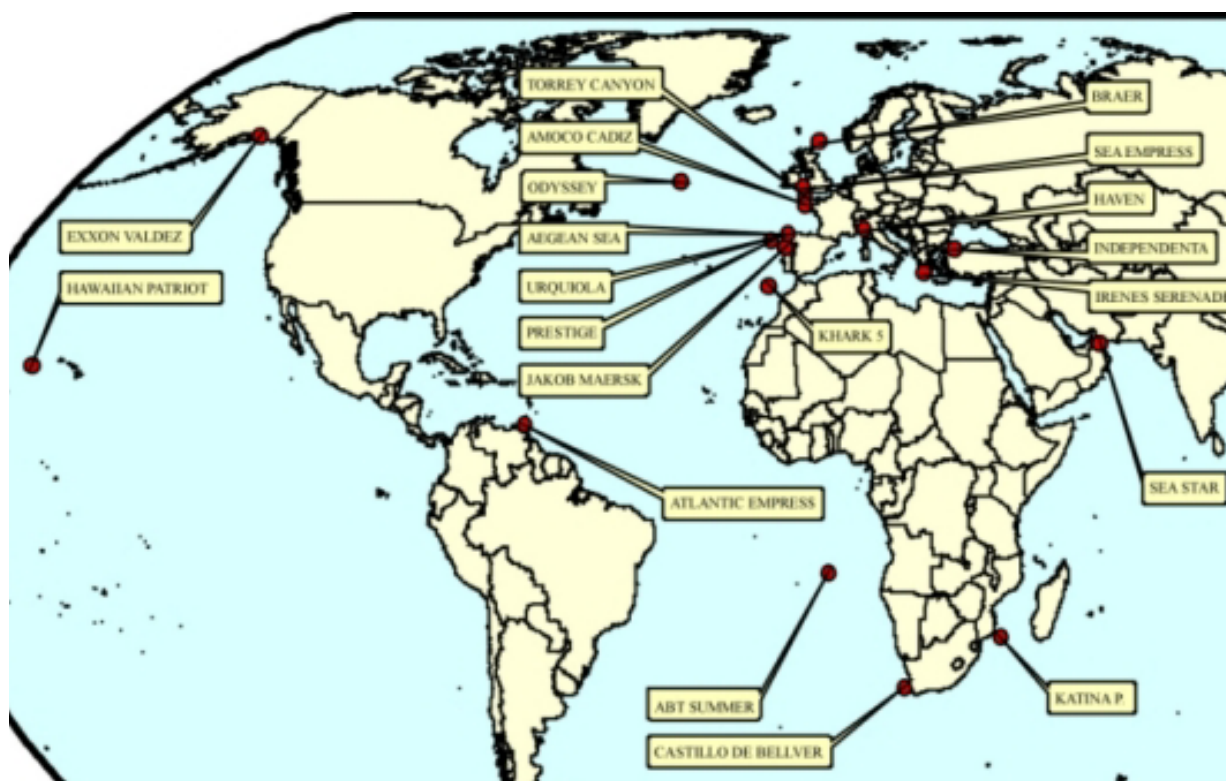 TORREY CANYON
BRAER
AMOCO CADIZ
SEA EMPRESS
ODYSSEY
HAVEN
EXXON VALDEZ
AEGEAN SEA
INDEPENDENTA
HAWAIIAN PATRIOT
URQUIOLA
IRENES SERENADE
PRESTIGE
KHARK 5
JAKOB MAERSK
SEA STAR
ATLANTIC EMPRESS
ABT SUMMER
KATINA P.
CASTILLO DE BELLVER